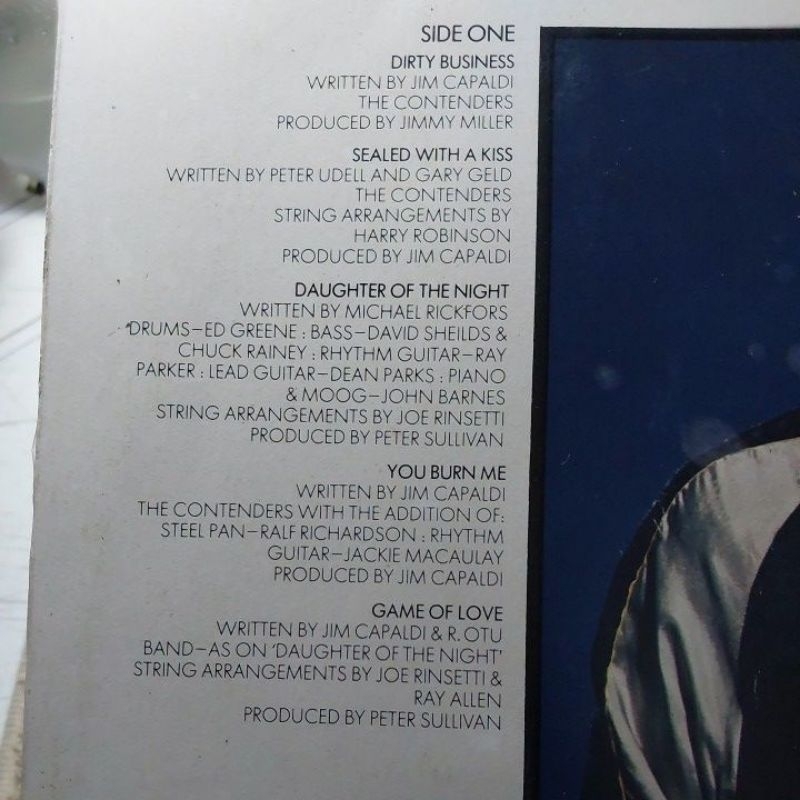 SIDE ONE
DIRTY BUSINESS
WRITTEN BY JIM CAPALDI
THE CONTENDERS
PRODUCED BY JIMMY MILLER
SEALED WITH A KISS
WRITTEN BY PETER UDELL AND GARY GELD
THE CONTENDERS
STRING ARRANGEMENTS BY
HARRY ROBINSON
PRODUCED BY JIM CAPALDI
DAUGHTER OF THE NIGHT
WRITTEN BY MICHAEL RICKFORS
DRUMS–ED GREENE : BASS–DAVID SHEILDS &
CHUCK RAINEY : RHYTHM GUITAR–RAY
PARKER : LEAD GUITAR–DEAN PARKS : PIANO
& MOOG–JOHN BARNES
STRING ARRANGEMENTS BY JOE RINSETTI
PRODUCED BY PETER SULLIVAN
YOU BURN ME
WRITTEN BY JIM CAPALDI
THE CONTENDERS WITH THE ADDITION OF:
STEEL PAN–RALF RICHARDSON : RHYTHM
GUITAR–JACKIE MACAULAY
PRODUCED BY JIM CAPALDI
GAME OF LOVE
WRITTEN BY JIM CAPALDI & R. OTU
BAND–AS ON 'DAUGHTER OF THE NIGHT'
STRING ARRANGEMENTS BY JOE RINSETTI &
RAY ALLEN
PRODUCED BY PETER SULLIVAN